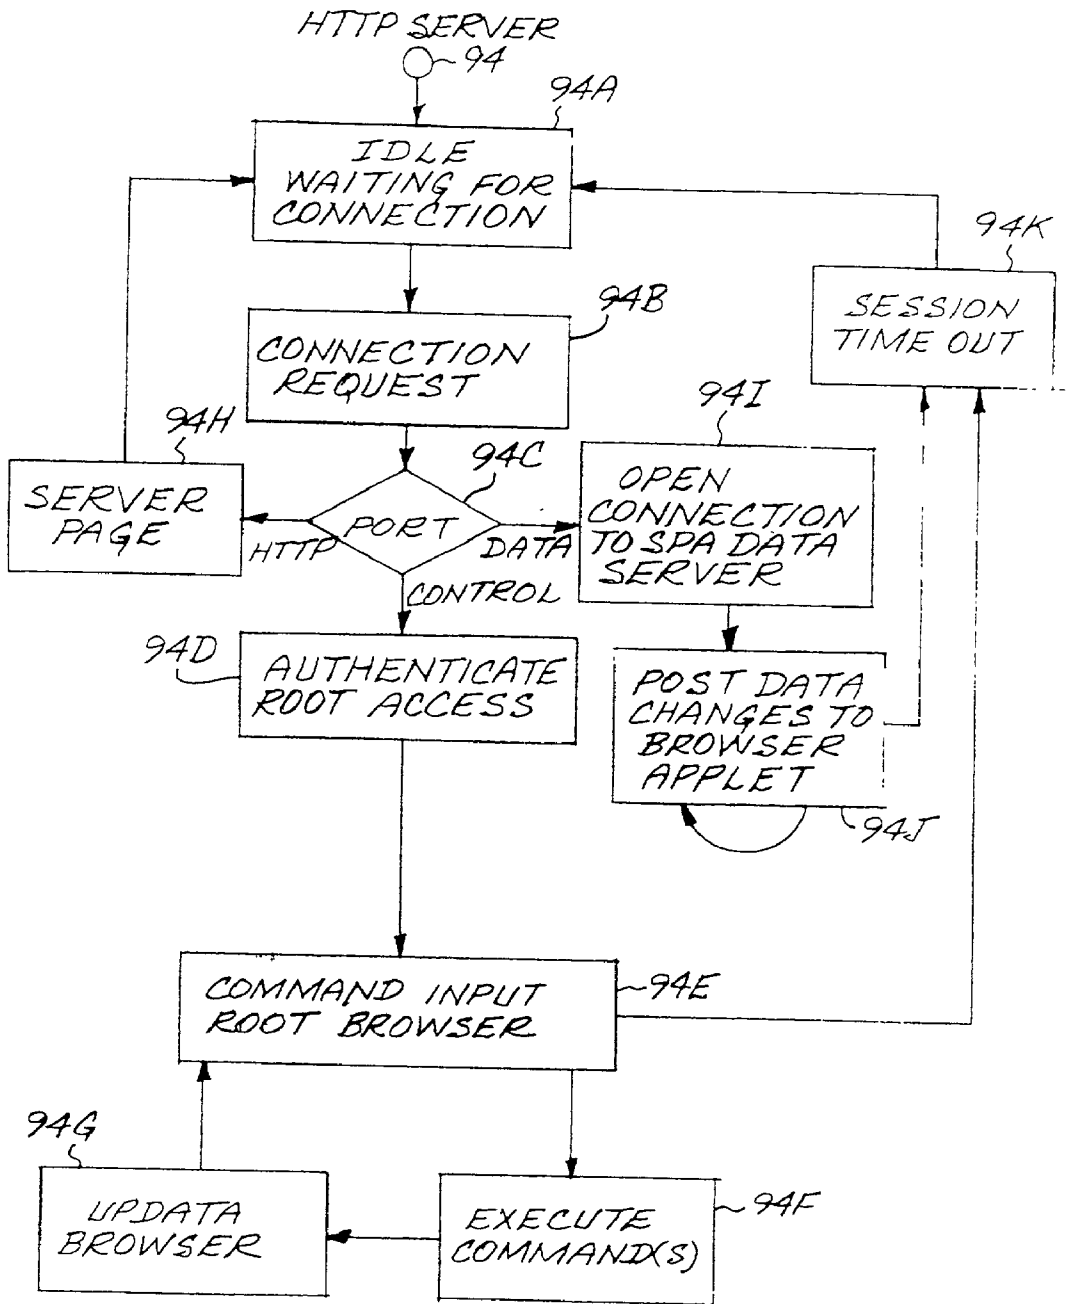 HTTP SERVER
94
94A
IDLE
WAITING FOR
CONNECTION
94K
SESSION
TIME OUT
94B
CONNECTION
REQUEST
94H
SERVER
PAGE
94C
PORT
HTTP
DATA
CONTROL
94I
OPEN
CONNECTION
TO SPA DATA
SERVER
94D
AUTHENTICATE
ROOT ACCESS
POST DATA
CHANGES TO
BROWSER
APPLET
94J
COMMAND INPUT
ROOT BROWSER
94E
94G
UPDATA
BROWSER
EXECUTE
COMMAND(S)
94F